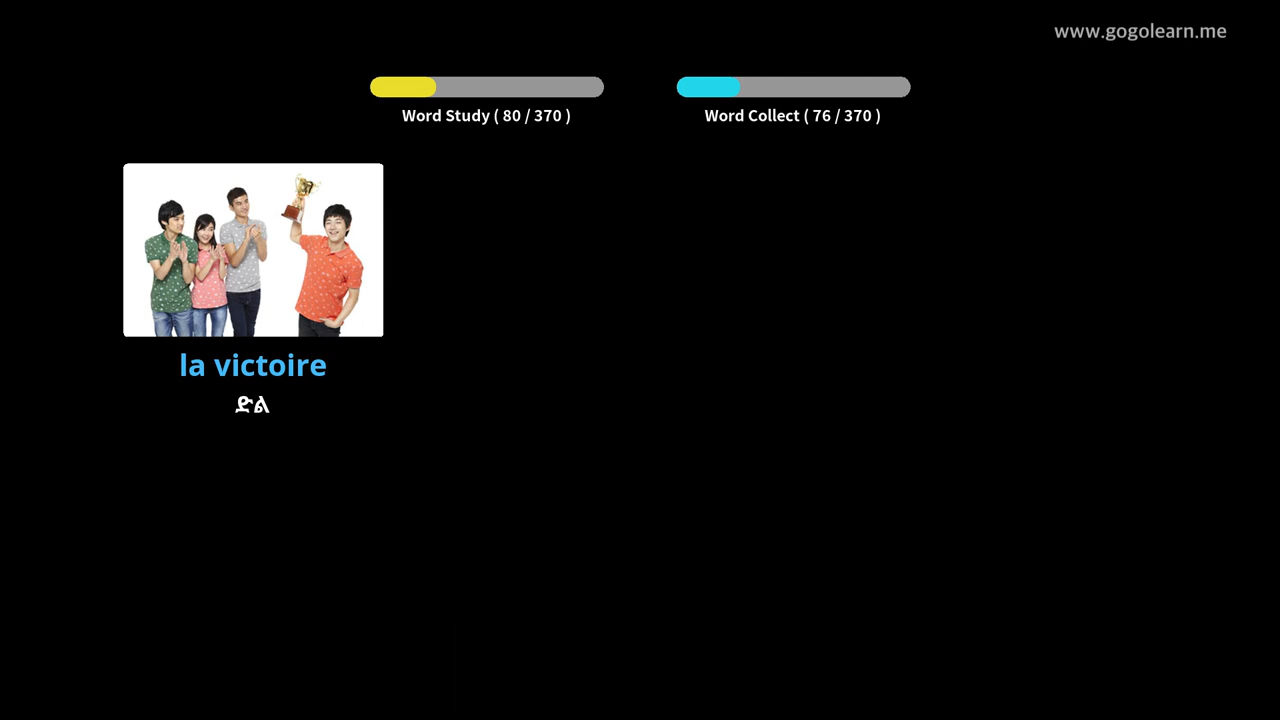 www.gogolearn.me
Word Study ( 80 / 370 )
Word Collect ( 76 / 370 )
la victoire
ድል